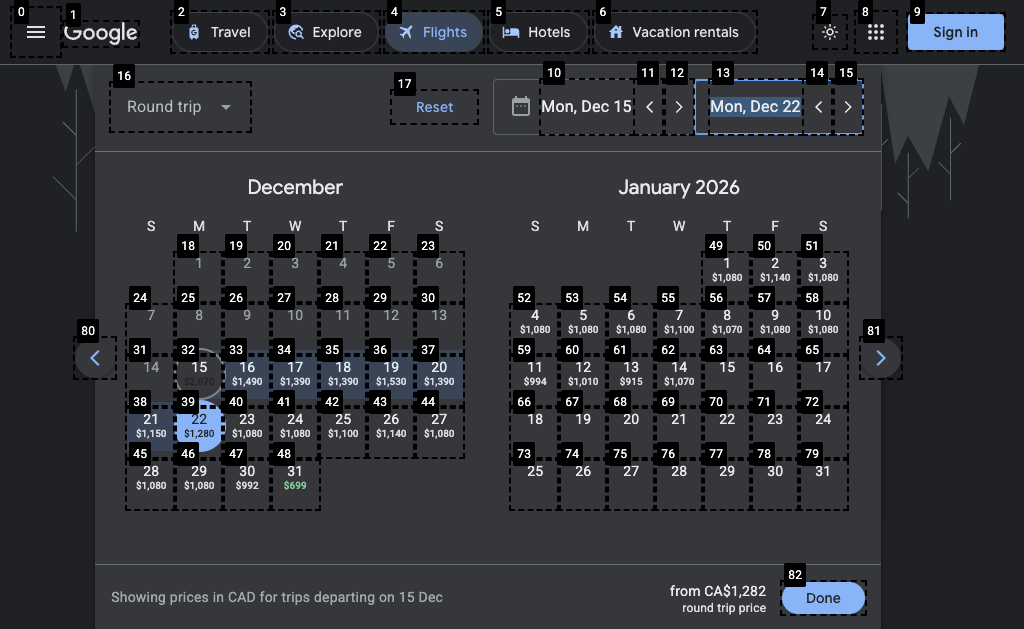 0 1 2 3 4 5 6 7 8 9
Google Travel Explore Flights Hotels Vacation rentals Sign in
16 17 10 11 12 13 14 15
Round trip Reset Mon, Dec 15 Mon, Dec 22
December
S M T W T F S
18 19 20 21 22 23
1 2 3 4 5 6
24 25 26 27 28 29 30
7 8 9 10 11 12 13
31 32 33 34 35 36 37
14 15 16 17 18 19 20
$2,070 $1,490 $1,390 $1,390 $1,530 $1,390
38 39 40 41 42 43 44
21 22 23 24 25 26 27
$1,150 $1,280 $1,080 $1,080 $1,100 $1,140 $1,080
45 46 47 48
28 29 30 31
$1,080 $1,080 $992 $699
January 2026
S M T W T F S
49 50 51
1 2 3
$1,080 $1,140 $1,080
52 53 54 55 56 57 58
4 5 6 7 8 9 10
$1,080 $1,080 $1,080 $1,100 $1,070 $1,080 $1,080
59 60 61 62 63 64 65
11 12 13 14 15 16 17
$994 $1,010 $915 $1,070
66 67 68 69 70 71 72
18 19 20 21 22 23 24
73 74 75 76 77 78 79
25 26 27 28 29 30 31
80 81
82
Showing prices in CAD for trips departing on 15 Dec
from CA$1,282
round trip price
Done